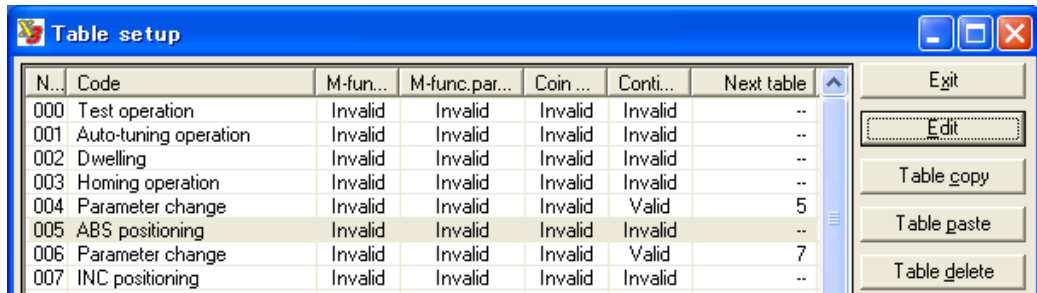 Table setup
N... Code M-fun... M-func.par... Coin ... Conti... Next table
000 Test operation Invalid Invalid Invalid Invalid --
001 Auto-tuning operation Invalid Invalid Invalid Invalid --
002 Dwelling Invalid Invalid Invalid Invalid --
003 Homing operation Invalid Invalid Invalid Invalid --
004 Parameter change Invalid Invalid Invalid Valid 5
005 ABS positioning Invalid Invalid Invalid Invalid --
006 Parameter change Invalid Invalid Invalid Valid 7
007 INC positioning Invalid Invalid Invalid Invalid --
Exit
Edit
Table copy
Table paste
Table delete